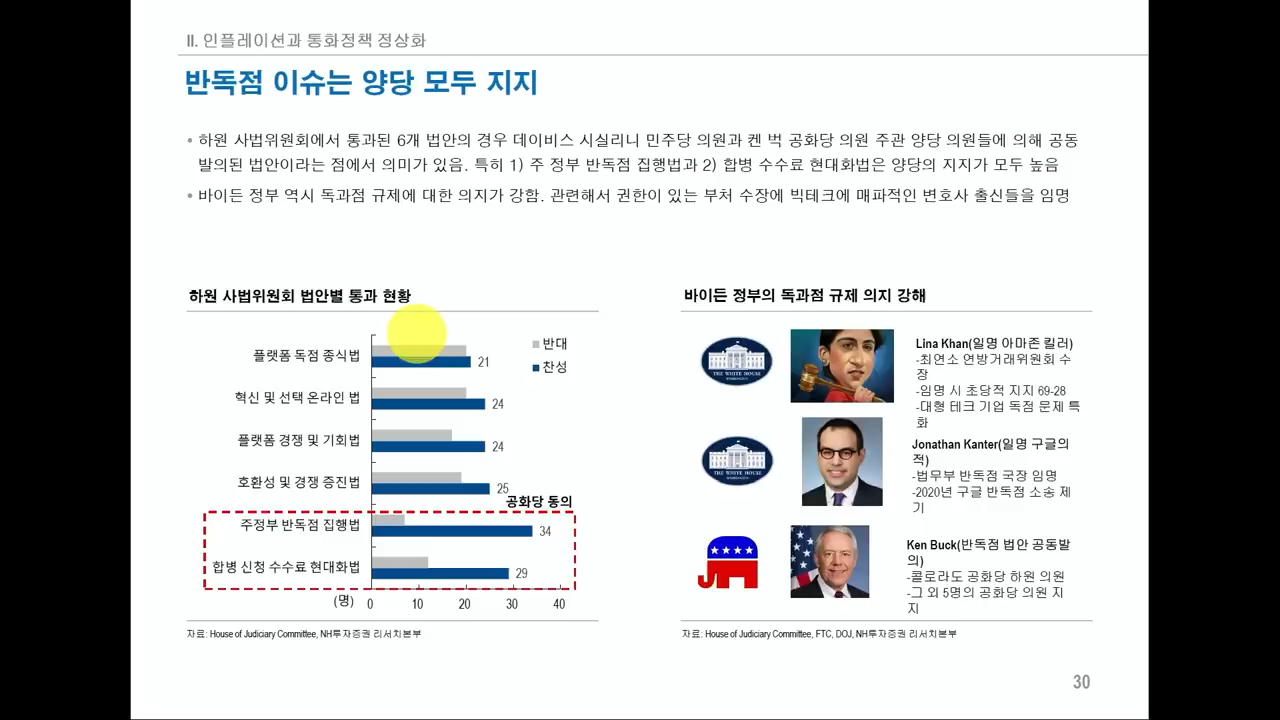 II. 인플레이션과 통화정책 정상화
반독점 이슈는 양당 모두 지지
• 하원 사법위원회에서 통과된 6개 법안의 경우 데이비스 시실리니 민주당 의원과 켄 벅 공화당 의원 주관 양당 의원들에 의해 공동
발의된 법안이라는 점에서 의미가 있음. 특히 1) 주 정부 반독점 집행법과 2) 합병 수수료 현대화법은 양당의 지지가 모두 높음
• 바이든 정부 역시 독과점 규제에 대한 의지가 강함. 관련해서 권한이 있는 부처 수장에 빅테크에 매파적인 변호사 출신들을 임명
하원 사법위원회 법안별 통과 현황
반대
찬성
플랫폼 독점 종식법
21
혁신 및 선택 온라인 법
24
플랫폼 경쟁 및 기회법
24
호환성 및 경쟁 증진법
25
공화당 동의
주정부 반독점 집행법
34
합병 신청 수수료 현대화법
29
(명) 0 10 20 30 40
자료: House of Judiciary Committee, NH투자증권 리서치본부
바이든 정부의 독과점 규제 의지 강해
THE WHITE HOUSE
WASHINGTON
Lina Khan(일명 아마존 킬러)
-최연소 연방거래위원회 수
장
-임명 시 초당적 지지 69-28
-대형 테크 기업 독점 문제 특
화
THE WHITE HOUSE
WASHINGTON
Jonathan Kanter(일명 구글의
적)
-법무부 반독점 국장 임명
-2020년 구글 반독점 소송 제
기
Ken Buck(반독점 법안 공동발
의)
-콜로라도 공화당 하원 의원
-그 외 5명의 공화당 의원 지
지
자료: House of Judiciary Committee, FTC, DOJ, NH투자증권 리서치본부
30